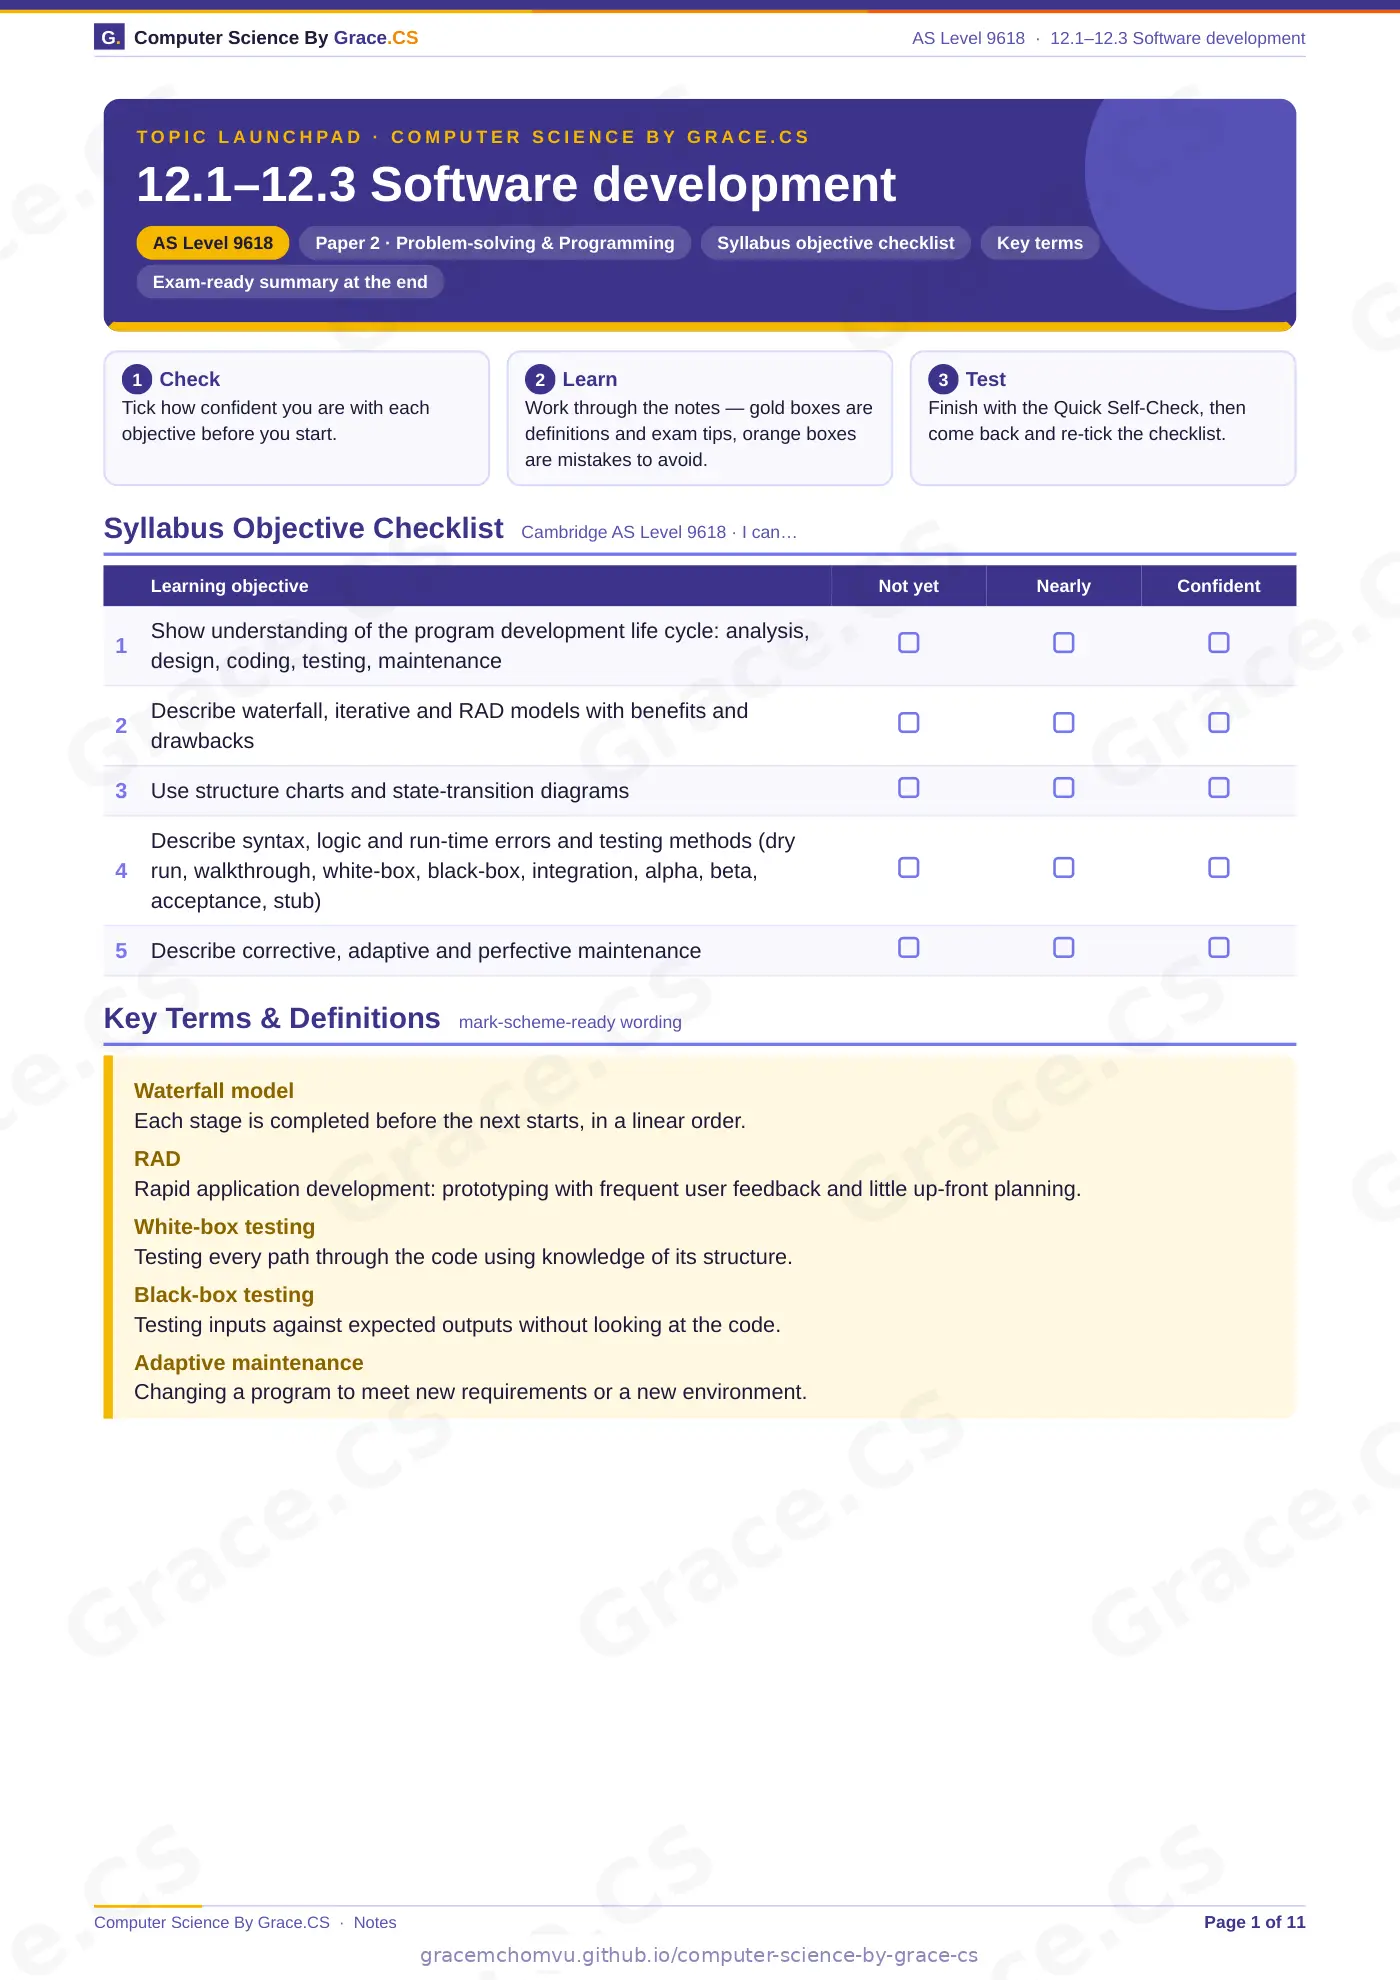 G. Computer Science By Grace.CS
AS Level 9618 · 12.1–12.3 Software development
TOPIC LAUNCHPAD · COMPUTER SCIENCE BY GRACE.CS
12.1–12.3 Software development
AS Level 9618
Paper 2 · Problem-solving & Programming
Syllabus objective checklist
Key terms
Exam-ready summary at the end
1 Check
Tick how confident you are with each
objective before you start.
2 Learn
Work through the notes — gold boxes are
definitions and exam tips, orange boxes
are mistakes to avoid.
3 Test
Finish with the Quick Self-Check, then
come back and re-tick the checklist.
Syllabus Objective Checklist Cambridge AS Level 9618 · I can…
Learning objective Not yet Nearly Confident
1 Show understanding of the program development life cycle: analysis,
design, coding, testing, maintenance
2 Describe waterfall, iterative and RAD models with benefits and
drawbacks
3 Use structure charts and state-transition diagrams
4 Describe syntax, logic and run-time errors and testing methods (dry
run, walkthrough, white-box, black-box, integration, alpha, beta,
acceptance, stub)
5 Describe corrective, adaptive and perfective maintenance
Key Terms & Definitions mark-scheme-ready wording
Waterfall model
Each stage is completed before the next starts, in a linear order.
RAD
Rapid application development: prototyping with frequent user feedback and little up-front planning.
White-box testing
Testing every path through the code using knowledge of its structure.
Black-box testing
Testing inputs against expected outputs without looking at the code.
Adaptive maintenance
Changing a program to meet new requirements or a new environment.
Computer Science By Grace.CS · Notes
Page 1 of 11
gracemchomvu.github.io/computer-science-by-grace-cs